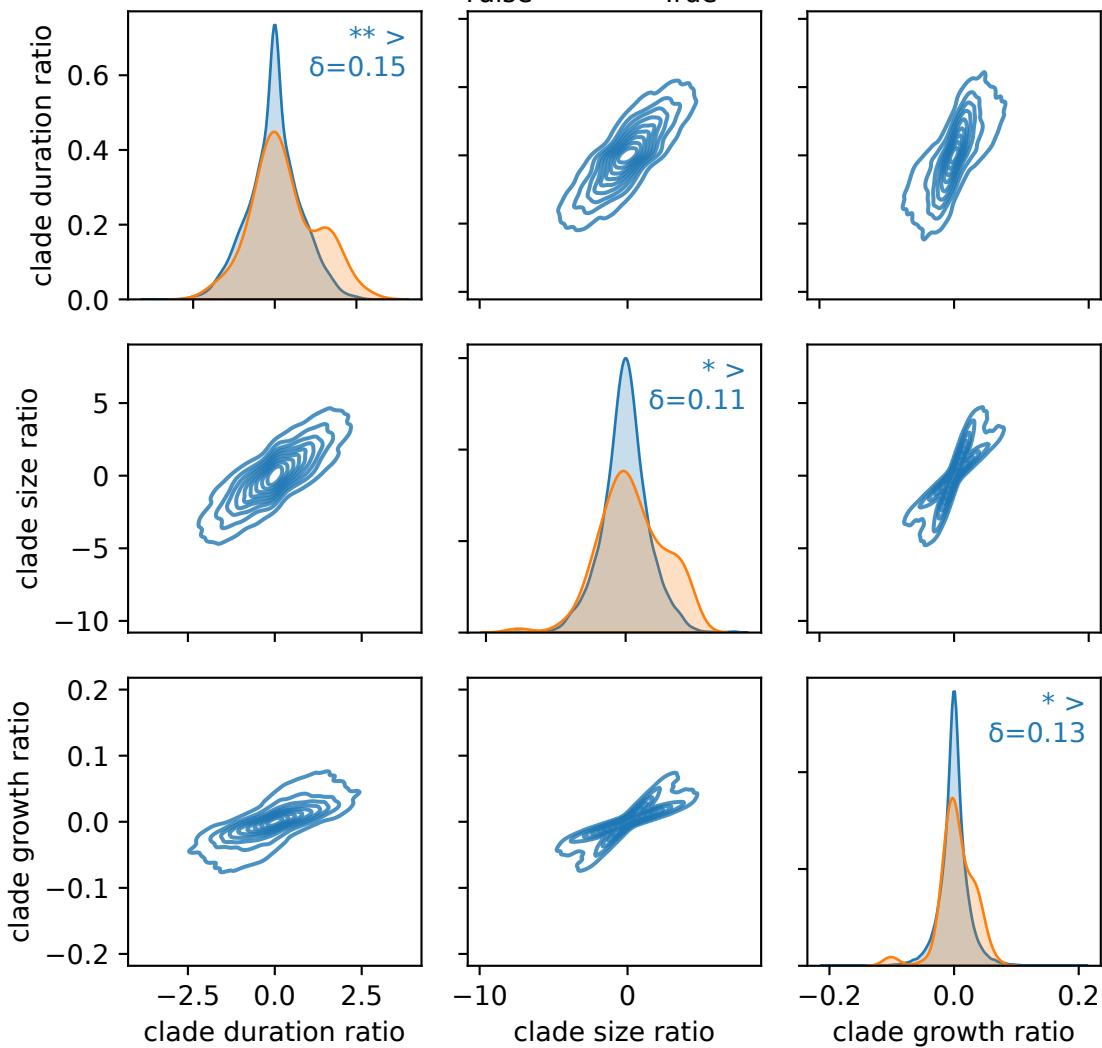 True
clade duration ratio
0.6
0.4
0.2
0.0
** >
δ=0.15
clade size ratio
5
0
−5
−10
* >
δ=0.11
clade growth ratio
0.2
0.1
0.0
−0.1
−0.2
* >
δ=0.13
−2.5
0.0
2.5
−10
0
−0.2
0.0
0.2
clade duration ratio
clade size ratio
clade growth ratio